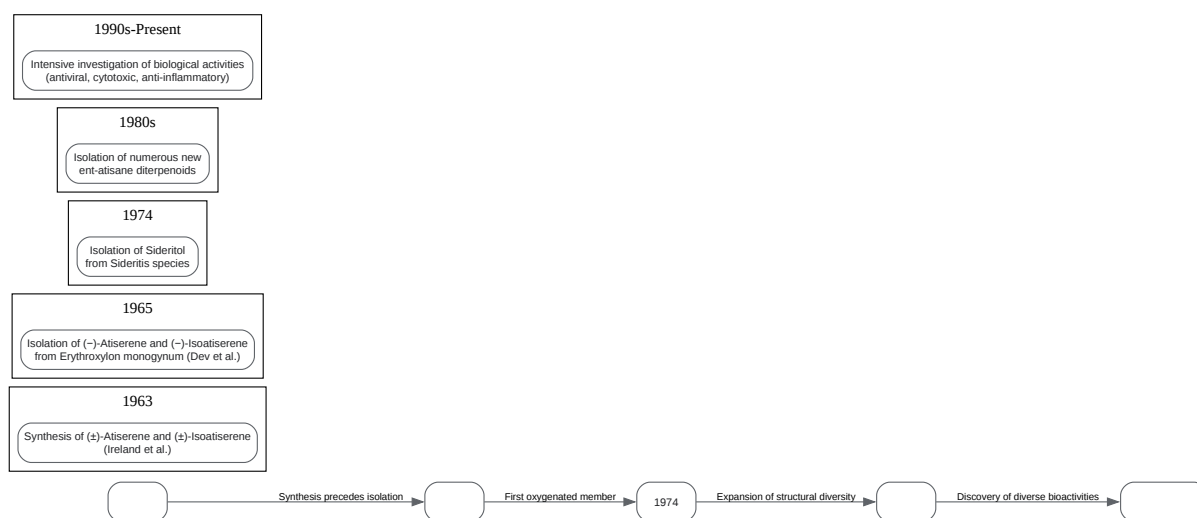 1990s-Present
Intensive investigation of biological activities
(antiviral, cytotoxic, anti-inflammatory)
1980s
Isolation of numerous new
ent-atisane diterpenoids
1974
Isolation of Sideritol
from Sideritis species
1965
Isolation of (−)-Atiserene and (−)-Isoatiserene
from Erythroxylon monogynum (Dev et al.)
1963
Synthesis of (±)-Atiserene and (±)-Isoatiserene
(Ireland et al.)
Synthesis precedes isolation
First oxygenated member
1974
Expansion of structural diversity
Discovery of diverse bioactivities